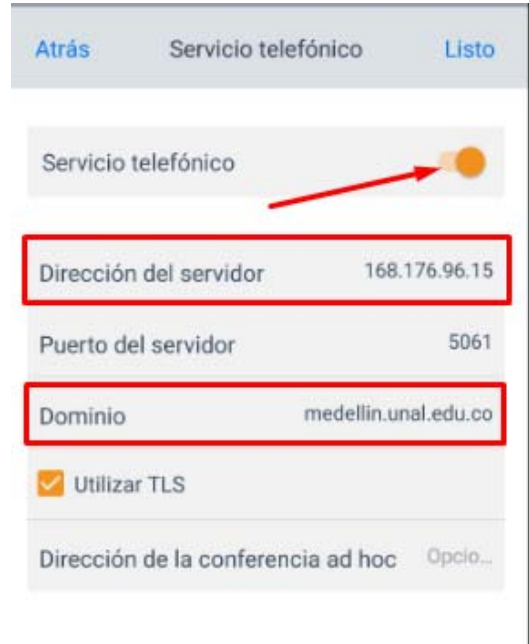 Atrás Servicio telefónico Listo
Servicio telefónico
Dirección del servidor 168.176.96.15
Puerto del servidor 5061
Dominio medellin.unal.edu.co
Utilizar TLS
Dirección de la conferencia ad hoc Opcio...